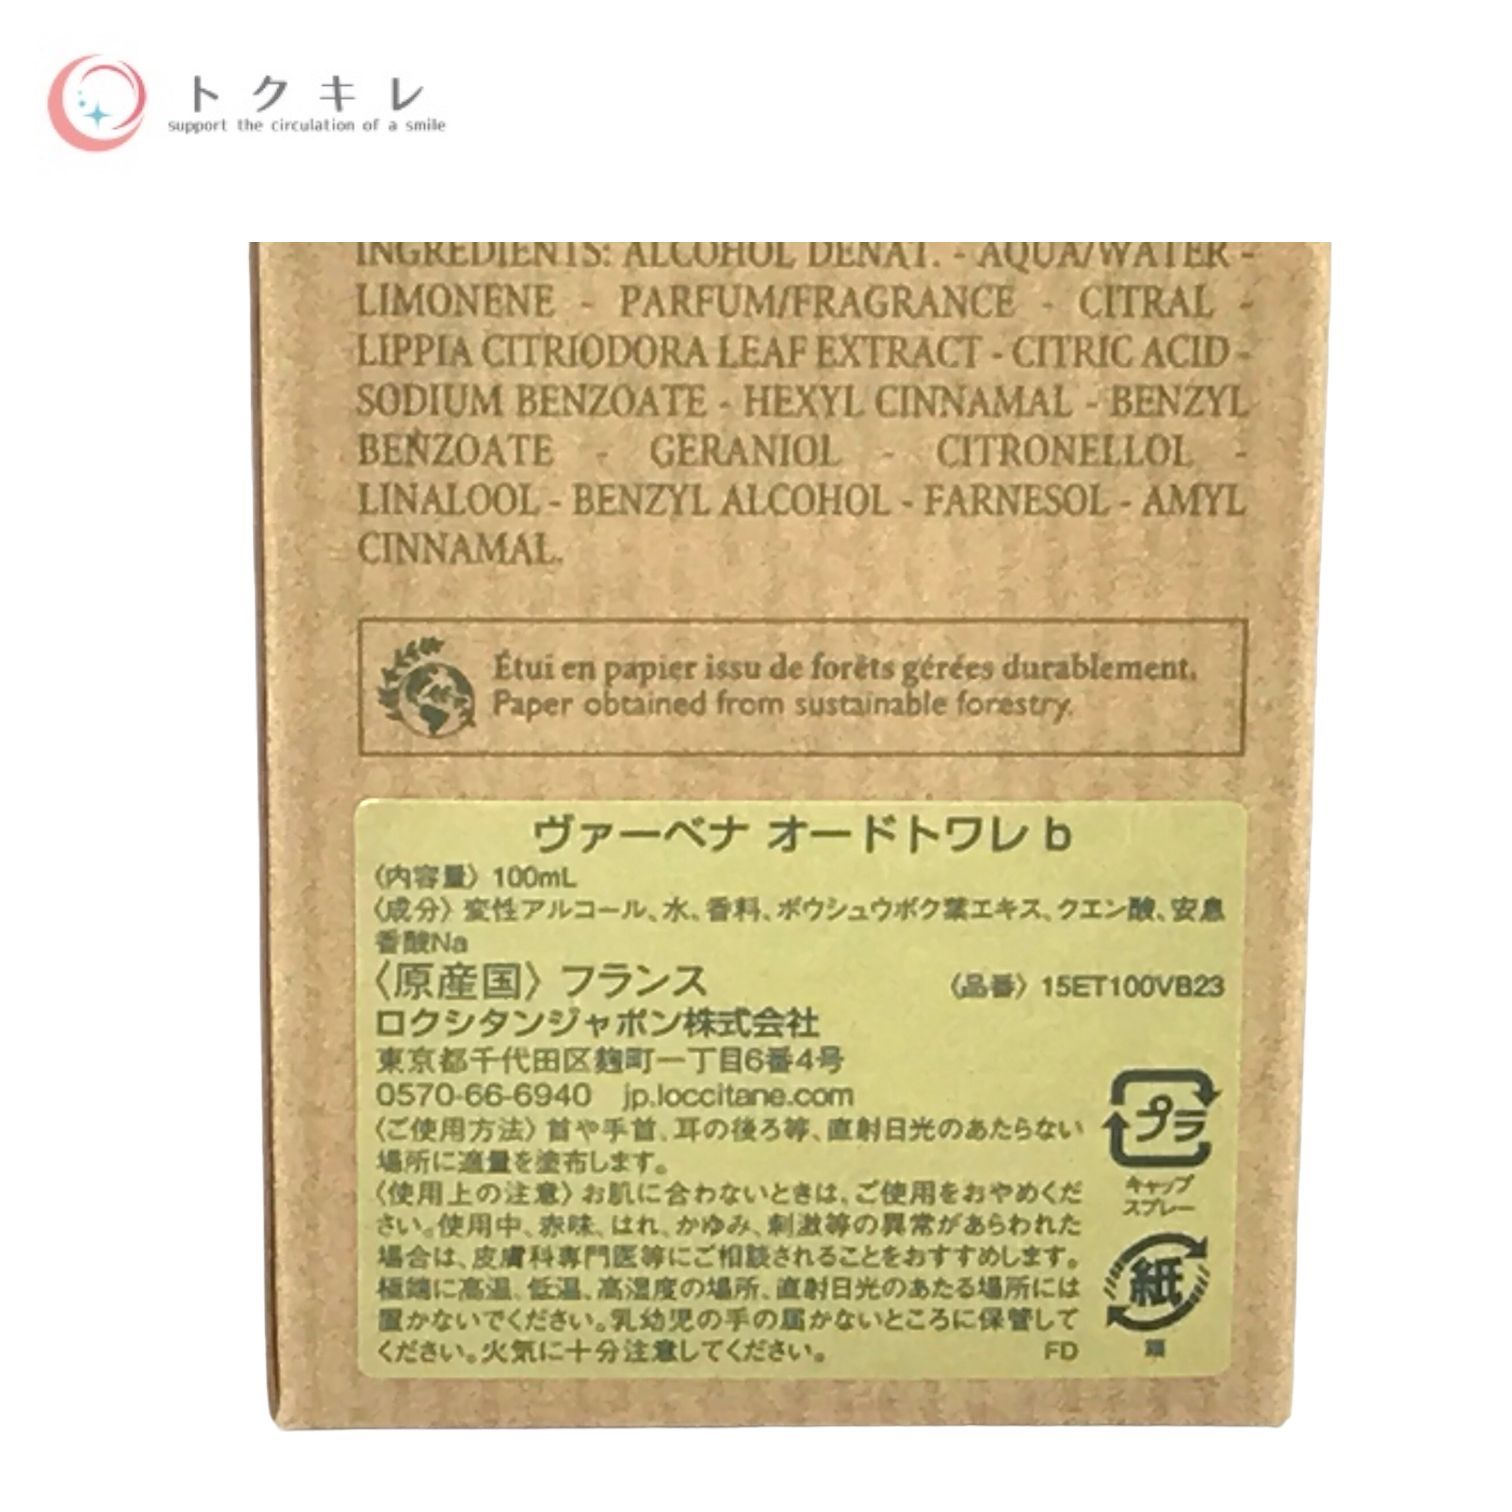 トクキレ
support the circulation of a smile
INGREDIENTS: ALCOHOL DENAT. - AQUA/WATER -
LIMONENE - PARFUM/FRAGRANCE - CITRAL -
LIPPIA CITRIODORA LEAF EXTRACT - CITRIC ACID -
SODIUM BENZOATE - HEXYL CINNAMAL - BENZYL
BENZOATE - GERANIOL - CITRONELLOL -
LINALOOL - BENZYL ALCOHOL - FARNESOL - AMYL
CINNAMAL.
Étui en papier issu de forêts gérées durablement.
Paper obtained from sustainable forestry.
ヴァーベナ オードトワレ b
〈内容量〉 100mL
〈成分〉 変性アルコール、水、香料、ボウシュウボク葉エキス、クエン酸、安息
香酸Na
〈原産国〉 フランス 〈品番〉 15ET100VB23
ロクシタンジャポン株式会社
東京都千代田区麹町一丁目6番4号
0570-66-6940 jp.loccitane.com
〈ご使用方法〉 首や手首、耳の後ろ等、直射日光のあたらない
場所に適量を塗布します。
〈使用上の注意〉 お肌に合わないときは、ご使用をおやめくだ
さい。使用中、赤味、はれ、かゆみ、刺激等の異常があらわれた
場合は、皮膚科専門医等にご相談されることをおすすめします。
極端に高温、低温、高湿度の場所、直射日光のあたる場所には
置かないでください。乳幼児の手の届かないところに保管して
ください。火気に十分注意してください。 FD
プラ
キャップ
スプレー
紙
箱